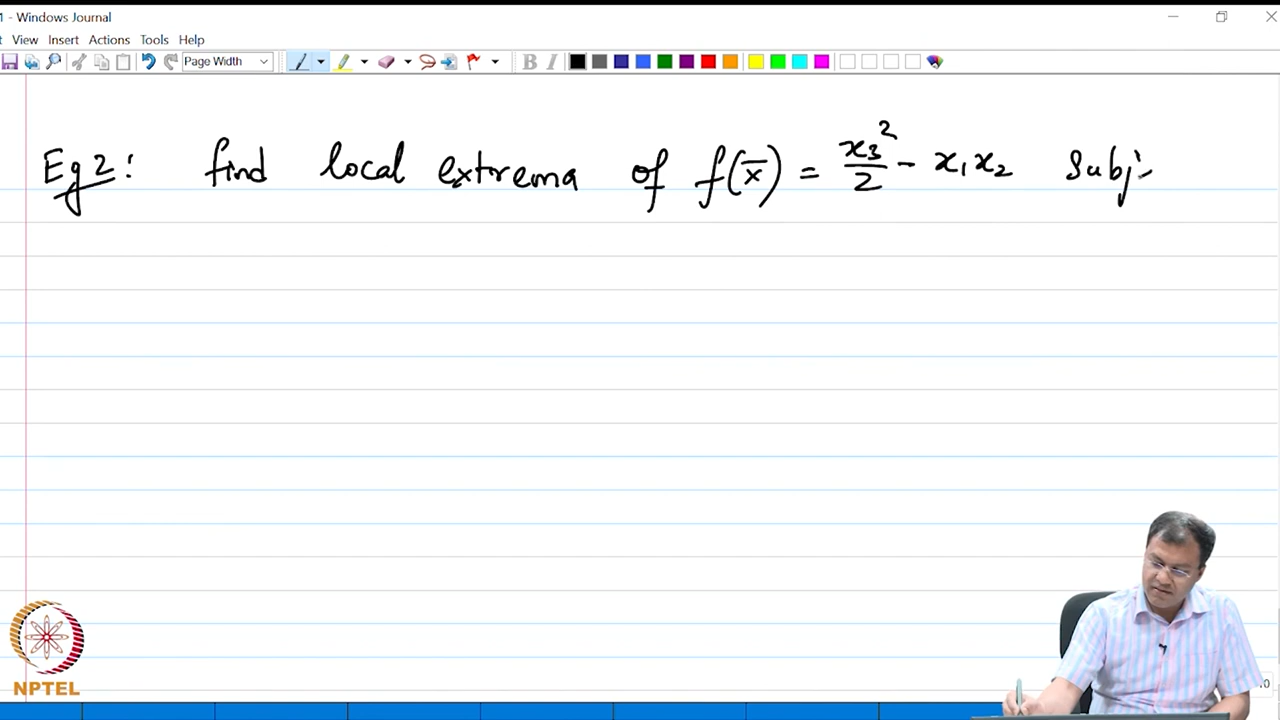 1 - Windows Journal
t View Insert Actions Tools Help
Page Width B I
Eg 2: find local extrema of f(x̄) = x₃²/2 - x₁x₂ Subj
NPTEL